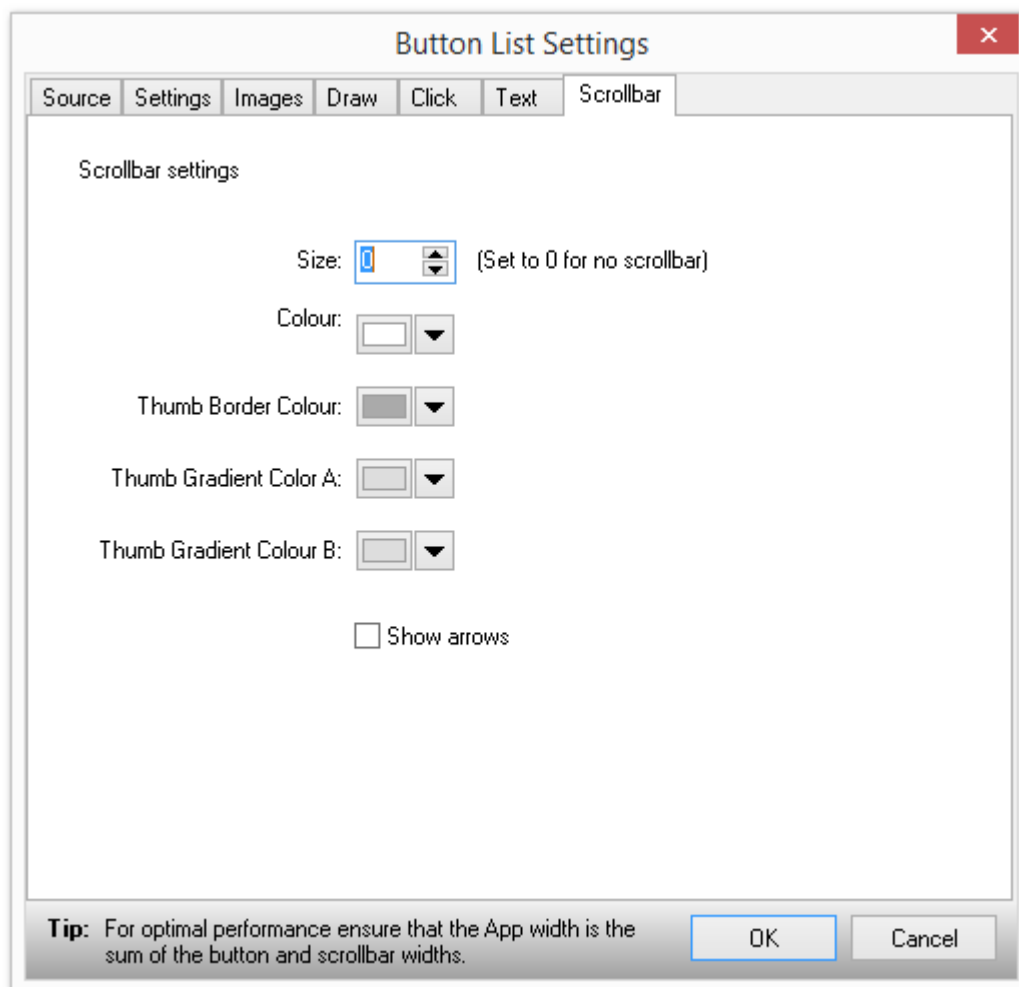 Button List Settings
Source Settings Images Draw Click Text Scrollbar
Scrollbar settings
Size: 0 (Set to 0 for no scrollbar)
Colour:
Thumb Border Colour:
Thumb Gradient Color A:
Thumb Gradient Colour B:
Show arrows
Tip: For optimal performance ensure that the App width is the
sum of the button and scrollbar widths.
OK Cancel